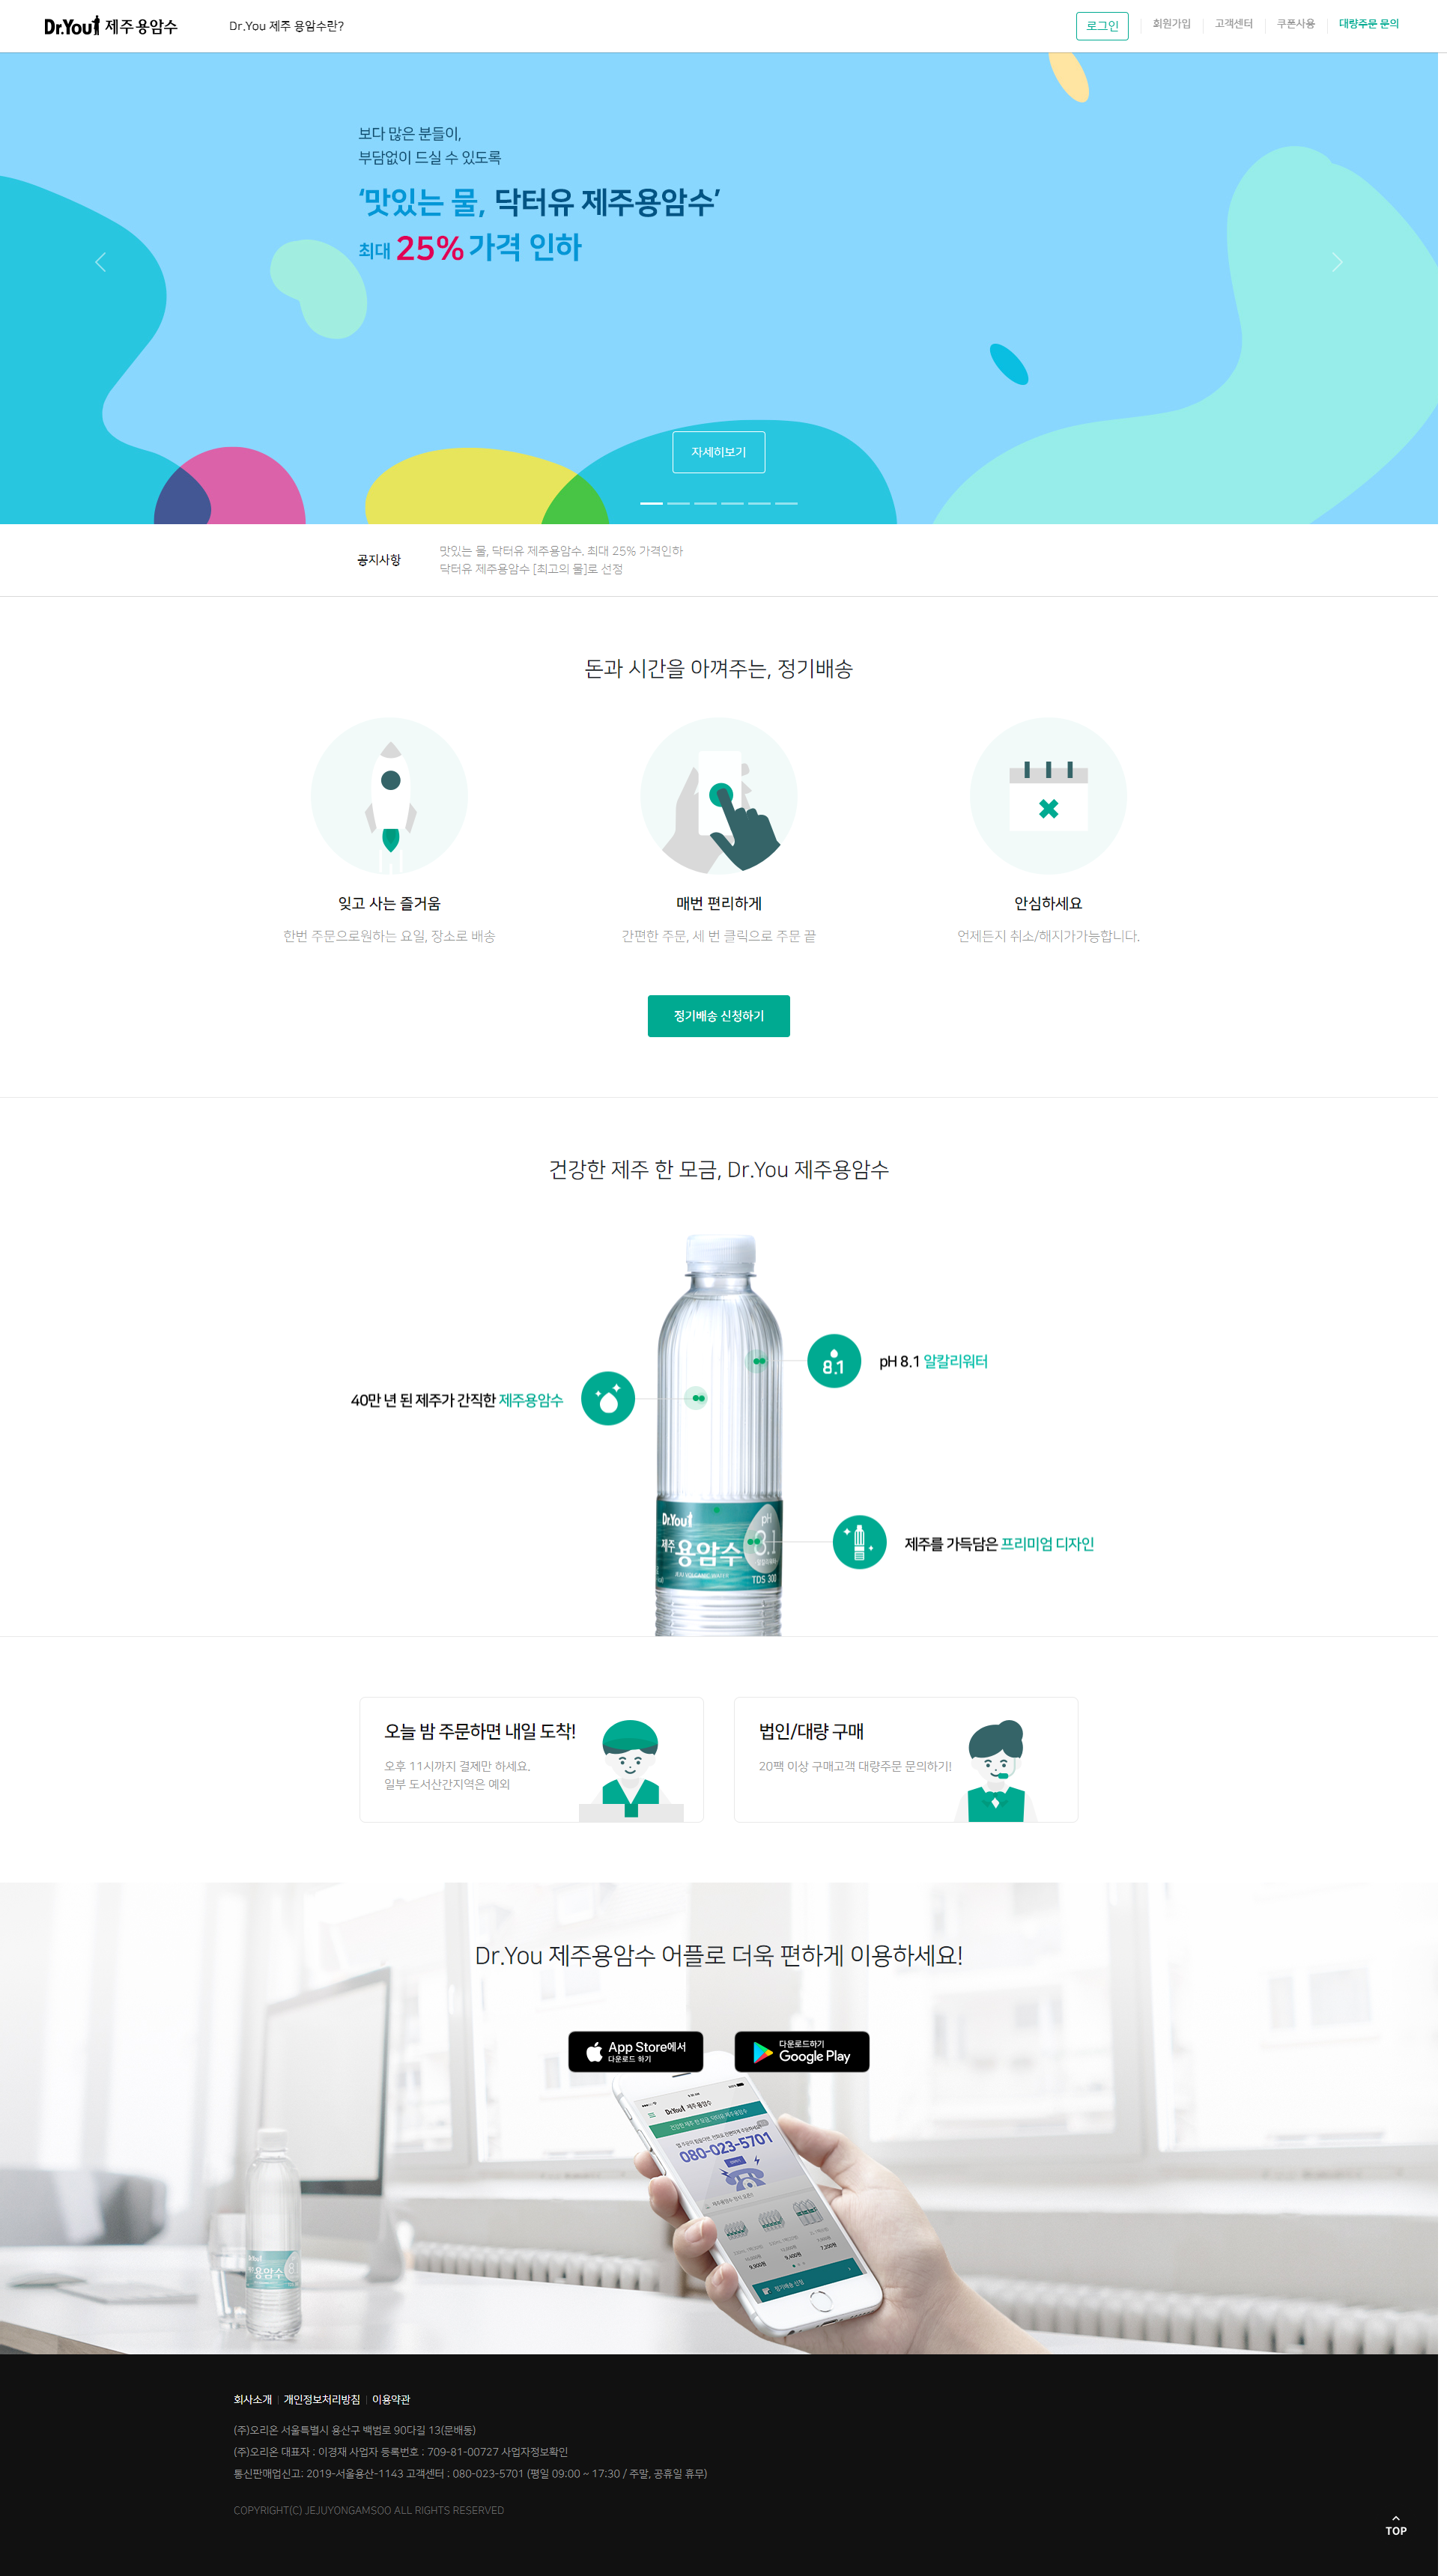 Dr.You 제주용암수
Dr.You 제주 용암수란?
로그인
회원가입
고객센터
쿠폰사용
대량주문 문의
보다 많은 분들이,
부담없이 드실 수 있도록
‘맛있는 물, 닥터유 제주용암수’
최대 25% 가격 인하
자세히보기
공지사항
맛있는 물, 닥터유 제주용암수. 최대 25% 가격인하
닥터유 제주용암수 [최고의 물]로 선정
돈과 시간을 아껴주는, 정기배송
잊고 사는 즐거움
한번 주문으로원하는 요일, 장소로 배송
매번 편리하게
간편한 주문, 세 번 클릭으로 주문 끝
안심하세요
언제든지 취소/해지가가능합니다.
정기배송 신청하기
건강한 제주 한 모금, Dr.You 제주용암수
8.1
pH 8.1 알칼리워터
40만 년 된 제주가 간직한 제주용암수
Dr.You
pH
8.1
제주 용암수
TDS 300
제주를 가득담은 프리미엄 디자인
오늘 밤 주문하면 내일 도착!
오후 11시까지 결제만 하세요.
일부 도서산간지역은 예외
법인/대량 구매
20팩 이상 구매고객 대량주문 문의하기!
Dr.You 제주용암수 어플로 더욱 편하게 이용하세요!
App Store에서
다운로드 하기
다운로드하기
Google Play
Dr.You 제주용암수
080-023-5701
정기배송 신청
용암수
회사소개
개인정보처리방침
이용약관
(주)오리온 서울특별시 용산구 백범로 90다길 13(문배동)
(주)오리온 대표자 : 이경재 사업자 등록번호 : 709-81-00727 사업자정보확인
통신판매업신고: 2019-서울용산-1143 고객센터 : 080-023-5701 (평일 09:00 ~ 17:30 / 주말, 공휴일 휴무)
COPYRIGHT(C) JEJUYONGAMSOO ALL RIGHTS RESERVED
TOP